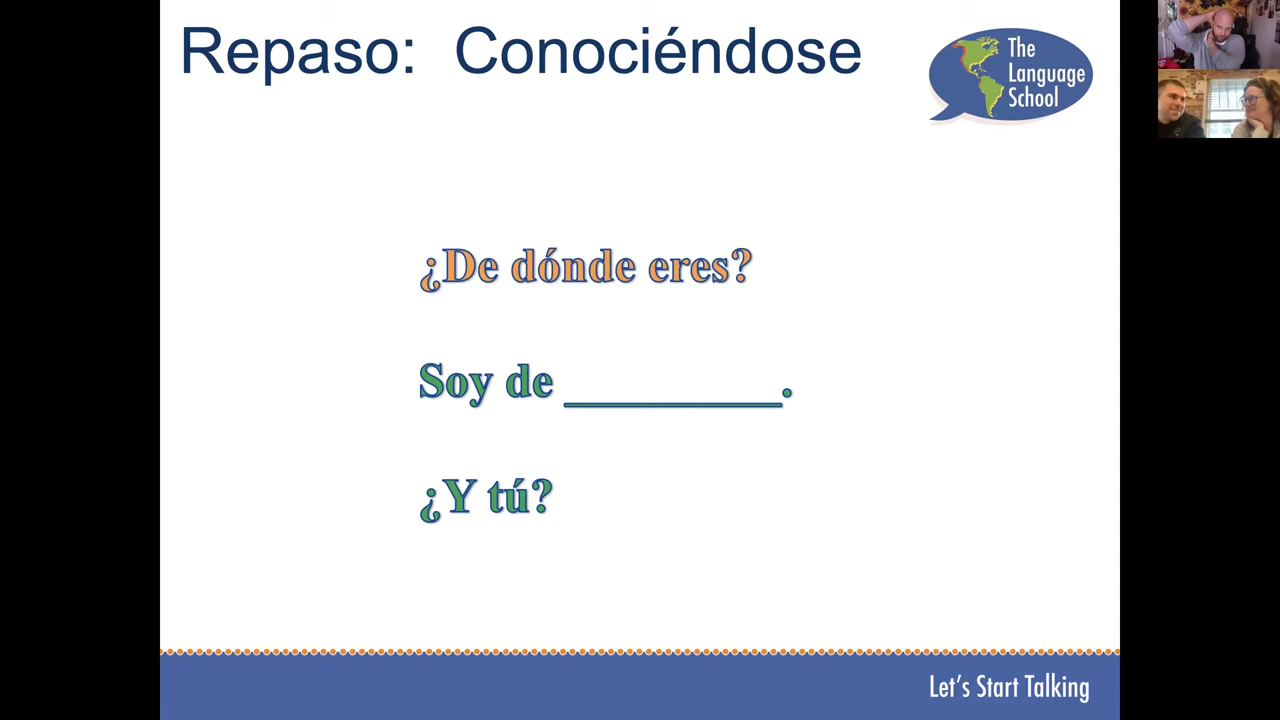 Repaso: Conociéndose
The
Language
School
¿De dónde eres?
Soy de _________.
¿Y tú?
Let's Start Talking